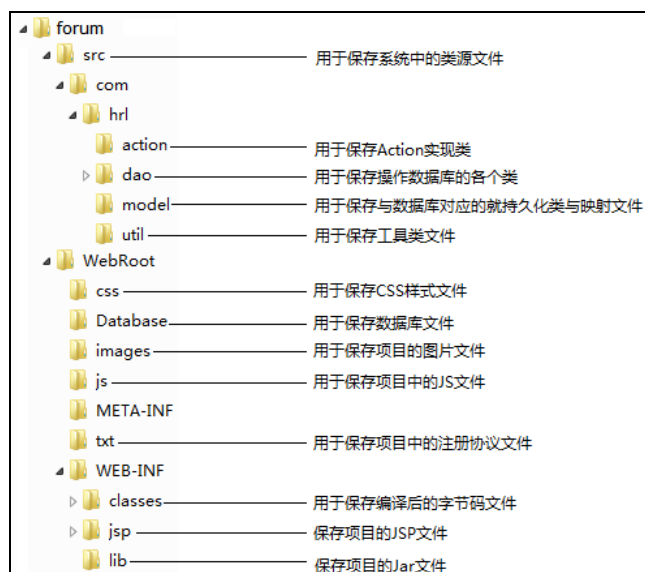 forum
src 用于保存系统中的类源文件
com
hrl
action 用于保存Action实现类
dao 用于保存操作数据库的各个类
model 用于保存与数据库对应的就持久化类与映射文件
util 用于保存工具类文件
WebRoot
css 用于保存CSS样式文件
Database 用于保存数据库文件
images 用于保存项目的图片文件
js 用于保存项目中的JS文件
META-INF
txt 用于保存项目中的注册协议文件
WEB-INF
classes 用于保存编译后的字节码文件
jsp 保存项目的JSP文件
lib 保存项目的Jar文件